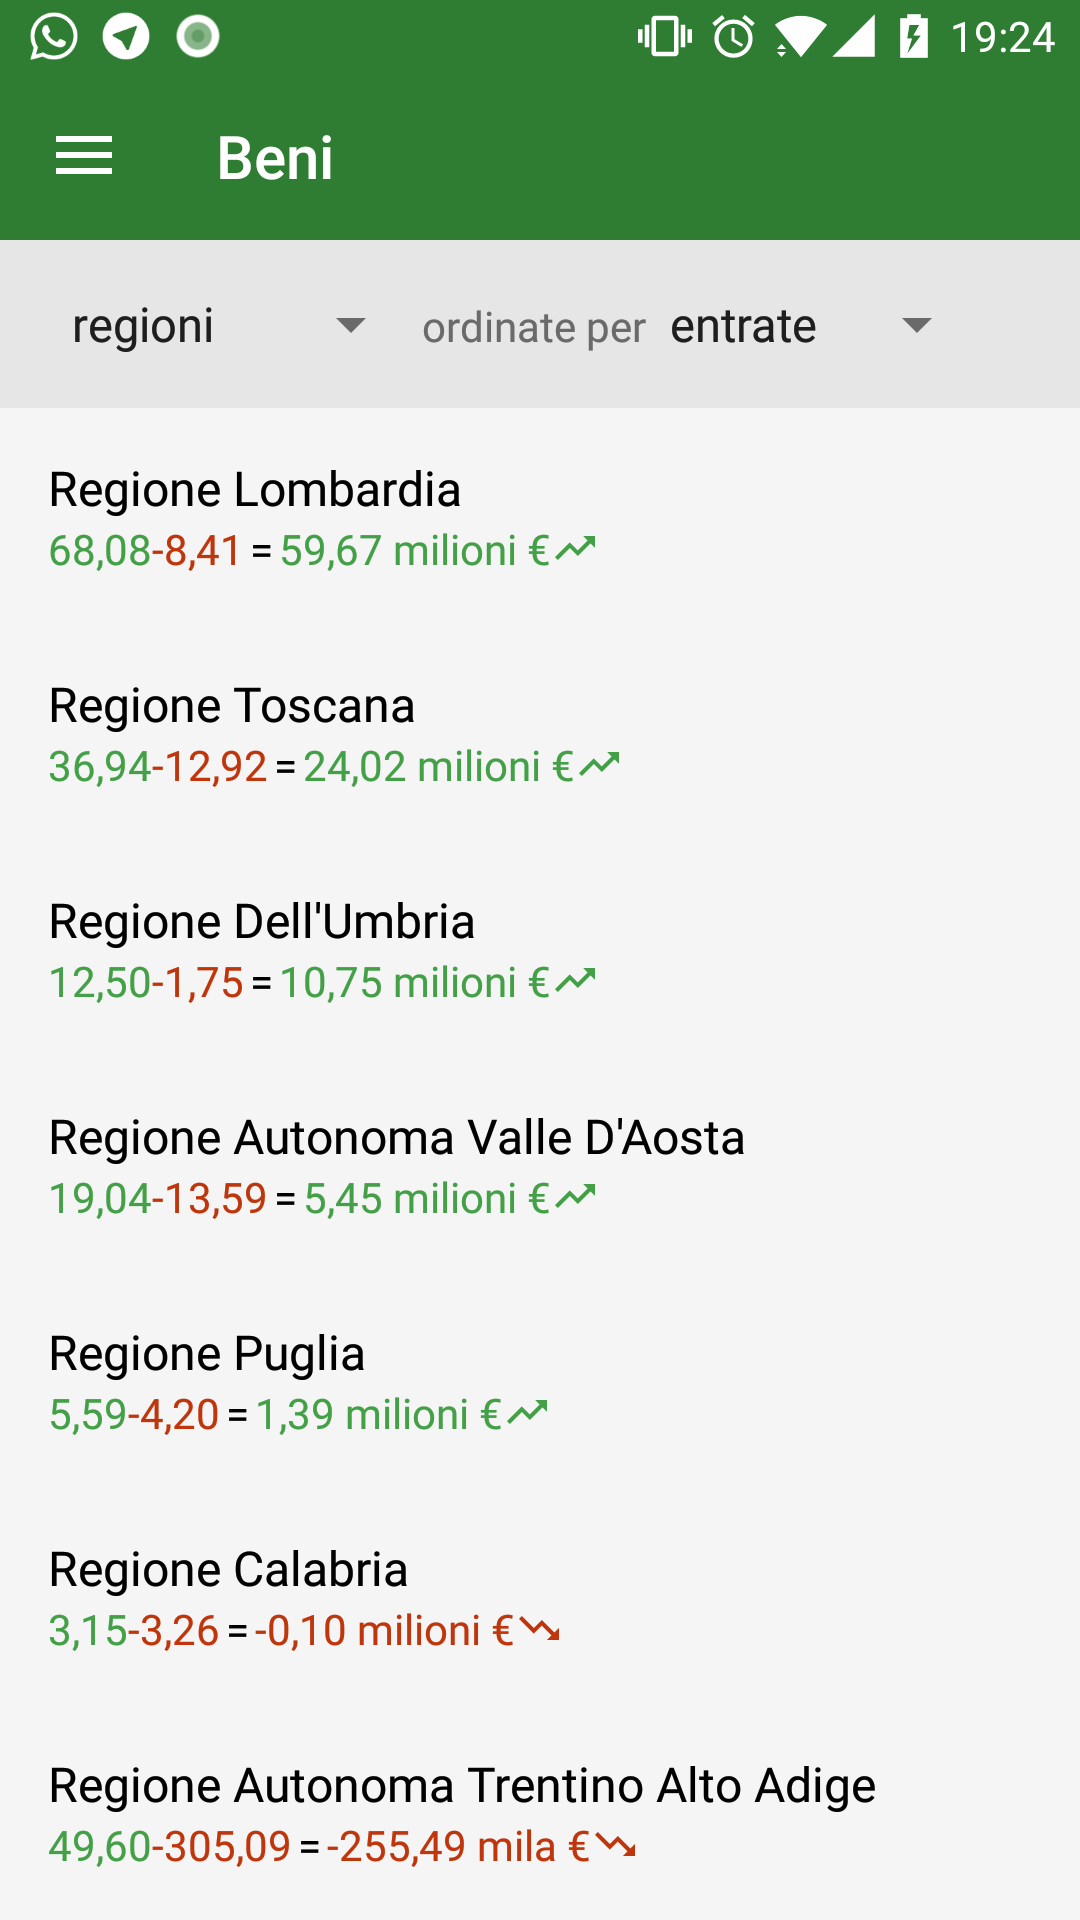 19:24
Beni
regioni ordinate per entrate
Regione Lombardia
68,08-8,41 = 59,67 milioni €
Regione Toscana
36,94-12,92 = 24,02 milioni €
Regione Dell'Umbria
12,50-1,75 = 10,75 milioni €
Regione Autonoma Valle D'Aosta
19,04-13,59 = 5,45 milioni €
Regione Puglia
5,59-4,20 = 1,39 milioni €
Regione Calabria
3,15-3,26 = -0,10 milioni €
Regione Autonoma Trentino Alto Adige
49,60-305,09 = -255,49 mila €